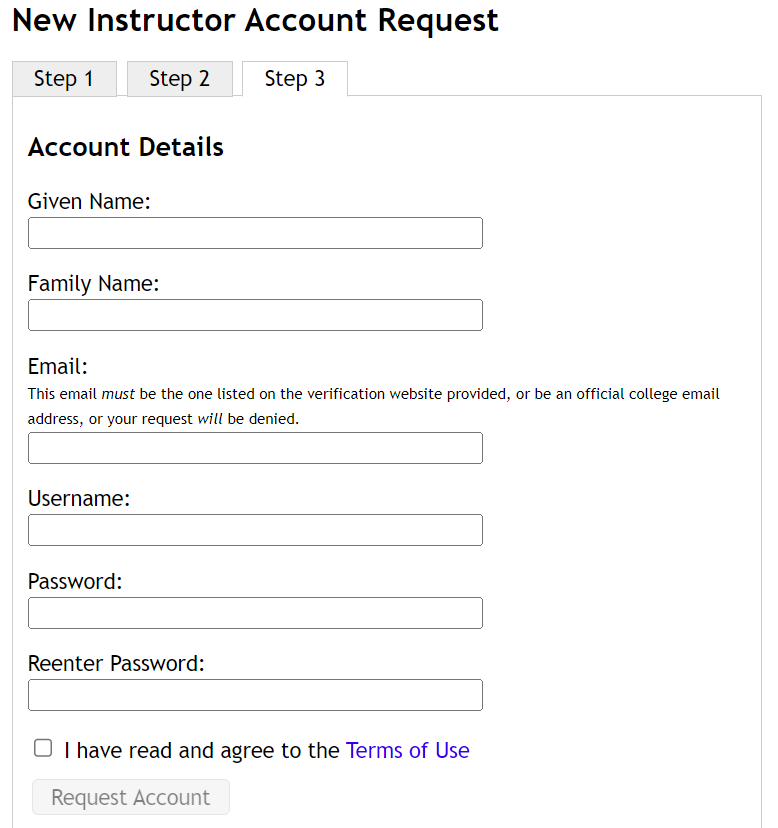 New Instructor Account Request
Step 1
Step 2
Step 3
Account Details
Given Name:
Family Name:
Email:
This email must be the one listed on the verification website provided, or be an official college email
address, or your request will be denied.
Username:
Password:
Reenter Password:
I have read and agree to the Terms of Use
Request Account